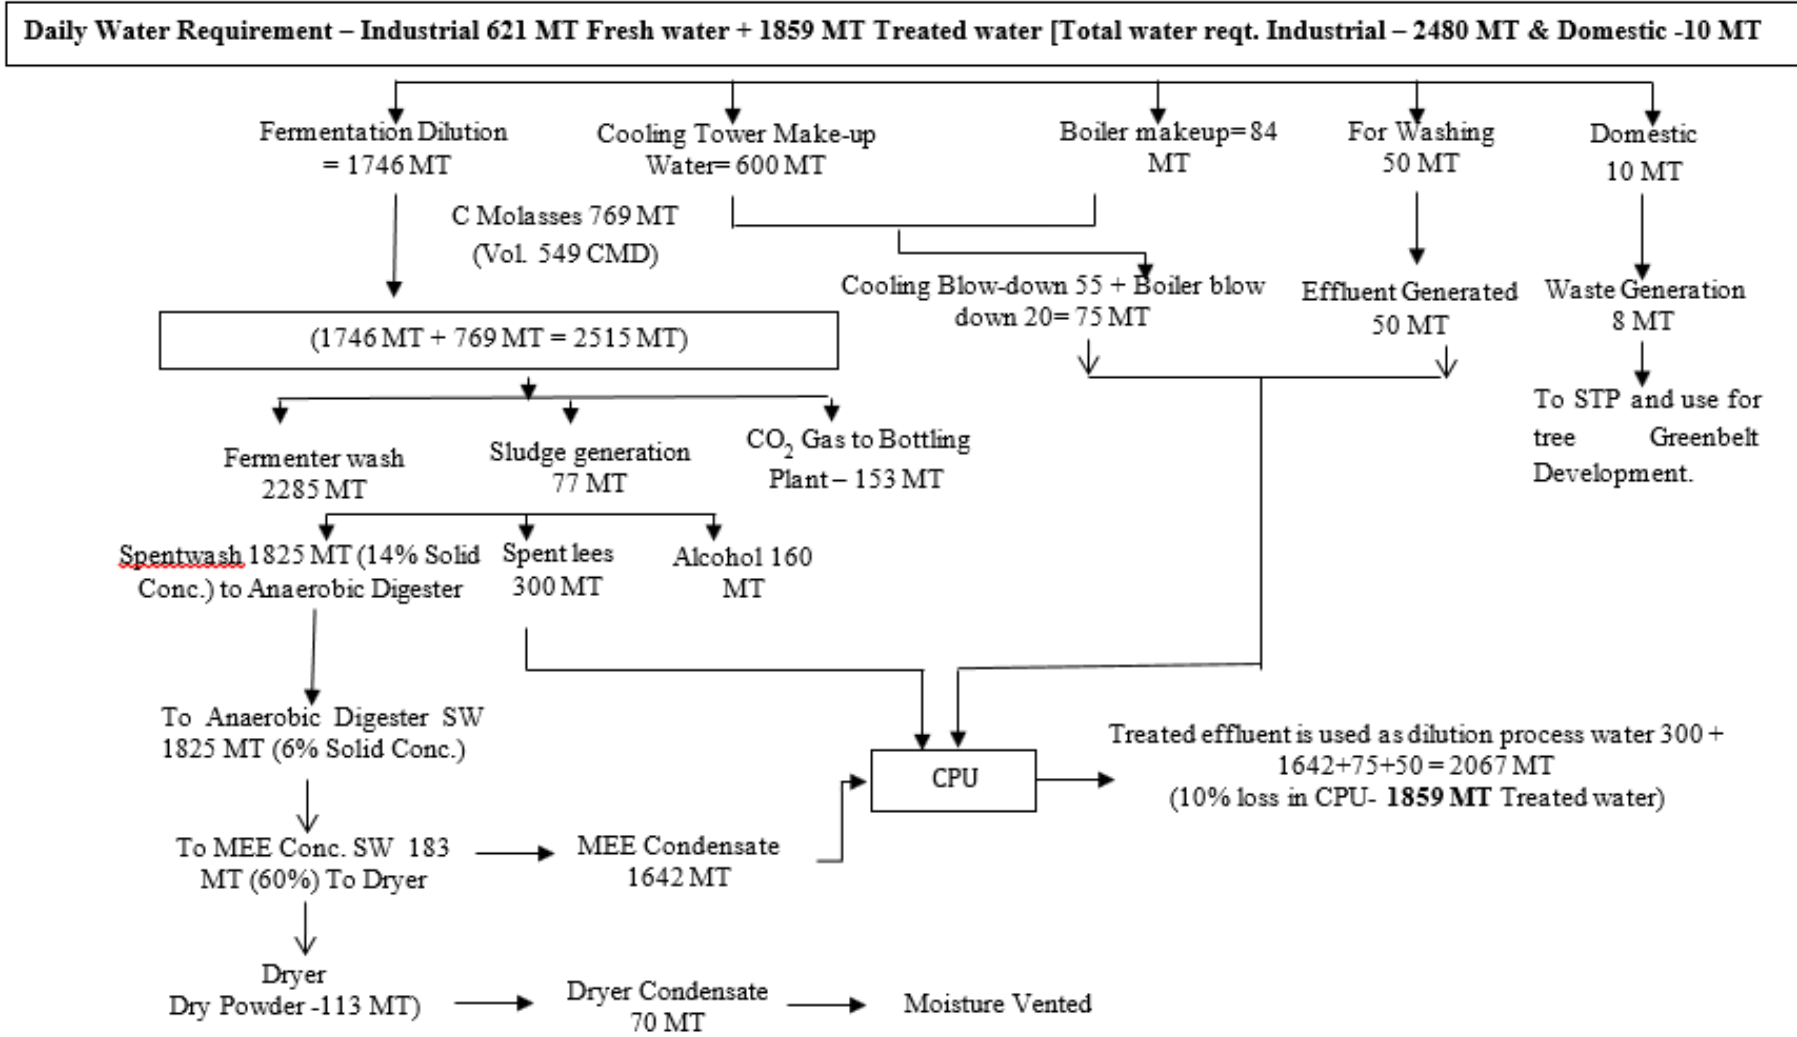 Daily Water Requirement – Industrial 621 MT Fresh water + 1859 MT Treated water [Total water reqt. Industrial – 2480 MT & Domestic -10 MT
Fermentation Dilution
= 1746 MT
Cooling Tower Make-up
Water= 600 MT
Boiler makeup= 84
MT
For Washing
50 MT
Domestic
10 MT
C Molasses 769 MT
(Vol. 549 CMD)
Cooling Blow-down 55 + Boiler blow
down 20= 75 MT
Effluent Generated
50 MT
Waste Generation
8 MT
(1746 MT + 769 MT = 2515 MT)
To STP and use for
tree Greenbelt
Development.
Fermenter wash
2285 MT
Sludge generation
77 MT
CO2 Gas to Bottling
Plant – 153 MT
Spentwash 1825 MT (14% Solid
Conc.) to Anaerobic Digester
Spent lees
300 MT
Alcohol 160
MT
To Anaerobic Digester SW
1825 MT (6% Solid Conc.)
CPU
Treated effluent is used as dilution process water 300 +
1642+75+50 = 2067 MT
(10% loss in CPU- 1859 MT Treated water)
To MEE Conc. SW 183
MT (60%) To Dryer
MEE Condensate
1642 MT
Dryer
Dry Powder -113 MT)
Dryer Condensate
70 MT
Moisture Vented